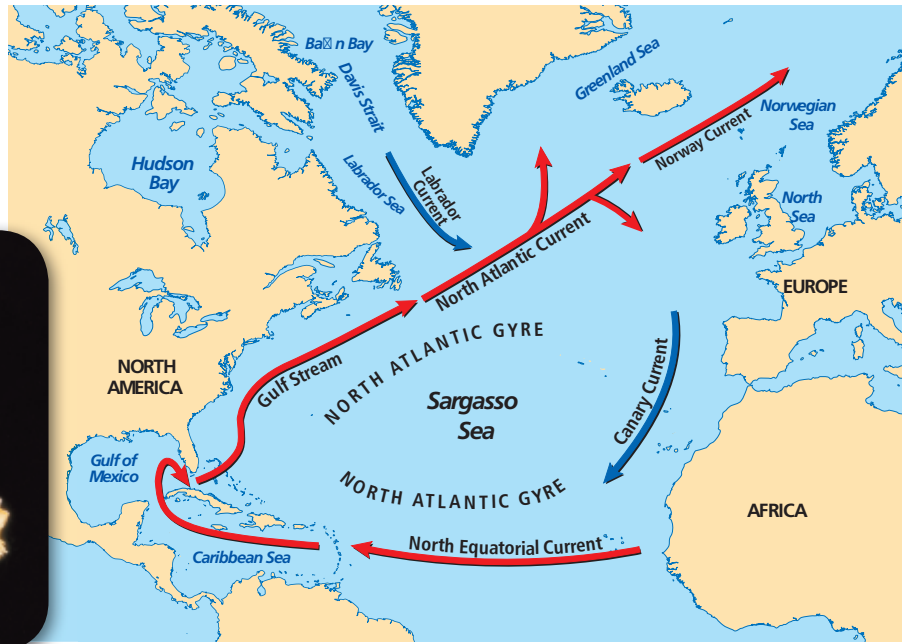 Ba﻿n Bay
Davis Strait
Greenland Sea
Norwegian
Sea
Norway Current
Hudson
Bay
Labrador Sea
Labrador
Current
North
Sea
North Atlantic Current
EUROPE
NORTH
AMERICA
Gulf Stream
NORTH ATLANTIC GYRE
Sargasso
Sea
Canary Current
Gulf of
Mexico
NORTH ATLANTIC GYRE
AFRICA
North Equatorial Current
Caribbean Sea